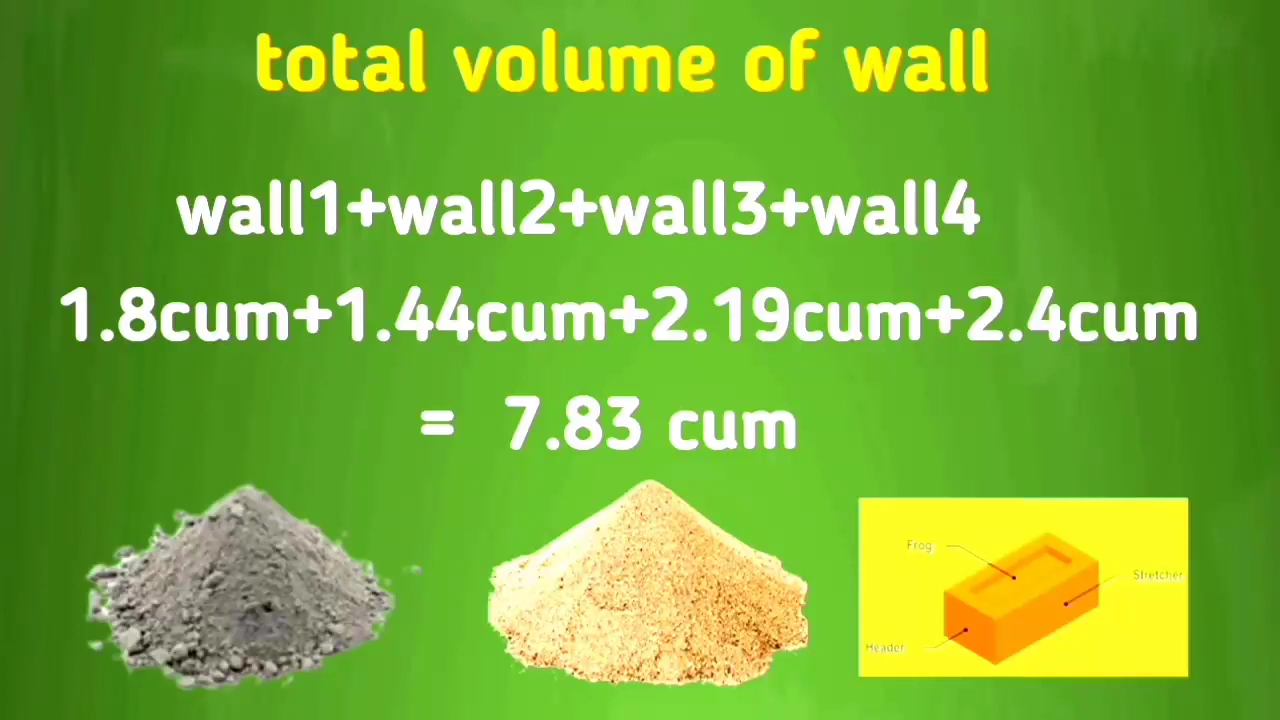 total volume of wall
wall1+wall2+wall3+wall4
1.8cum+1.44cum+2.19cum+2.4cum
= 7.83 cum
Frog
Stretcher
Header